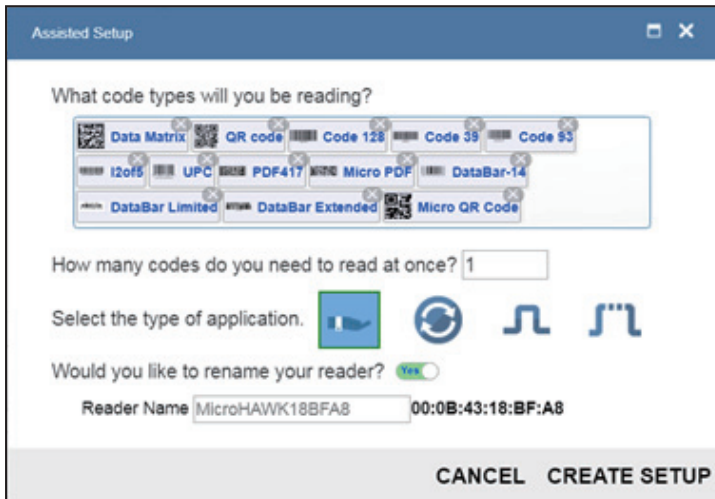 Assisted Setup
What code types will you be reading?
Data Matrix QR code Code 128 Code 39 Code 93
I2of5 UPC PDF417 Micro PDF DataBar-14
DataBar Limited DataBar Extended Micro QR Code
How many codes do you need to read at once? 1
Select the type of application.
Would you like to rename your reader? Yes
Reader Name MicroHAWK18BFA8 00:0B:43:18:BF:A8
CANCEL CREATE SETUP